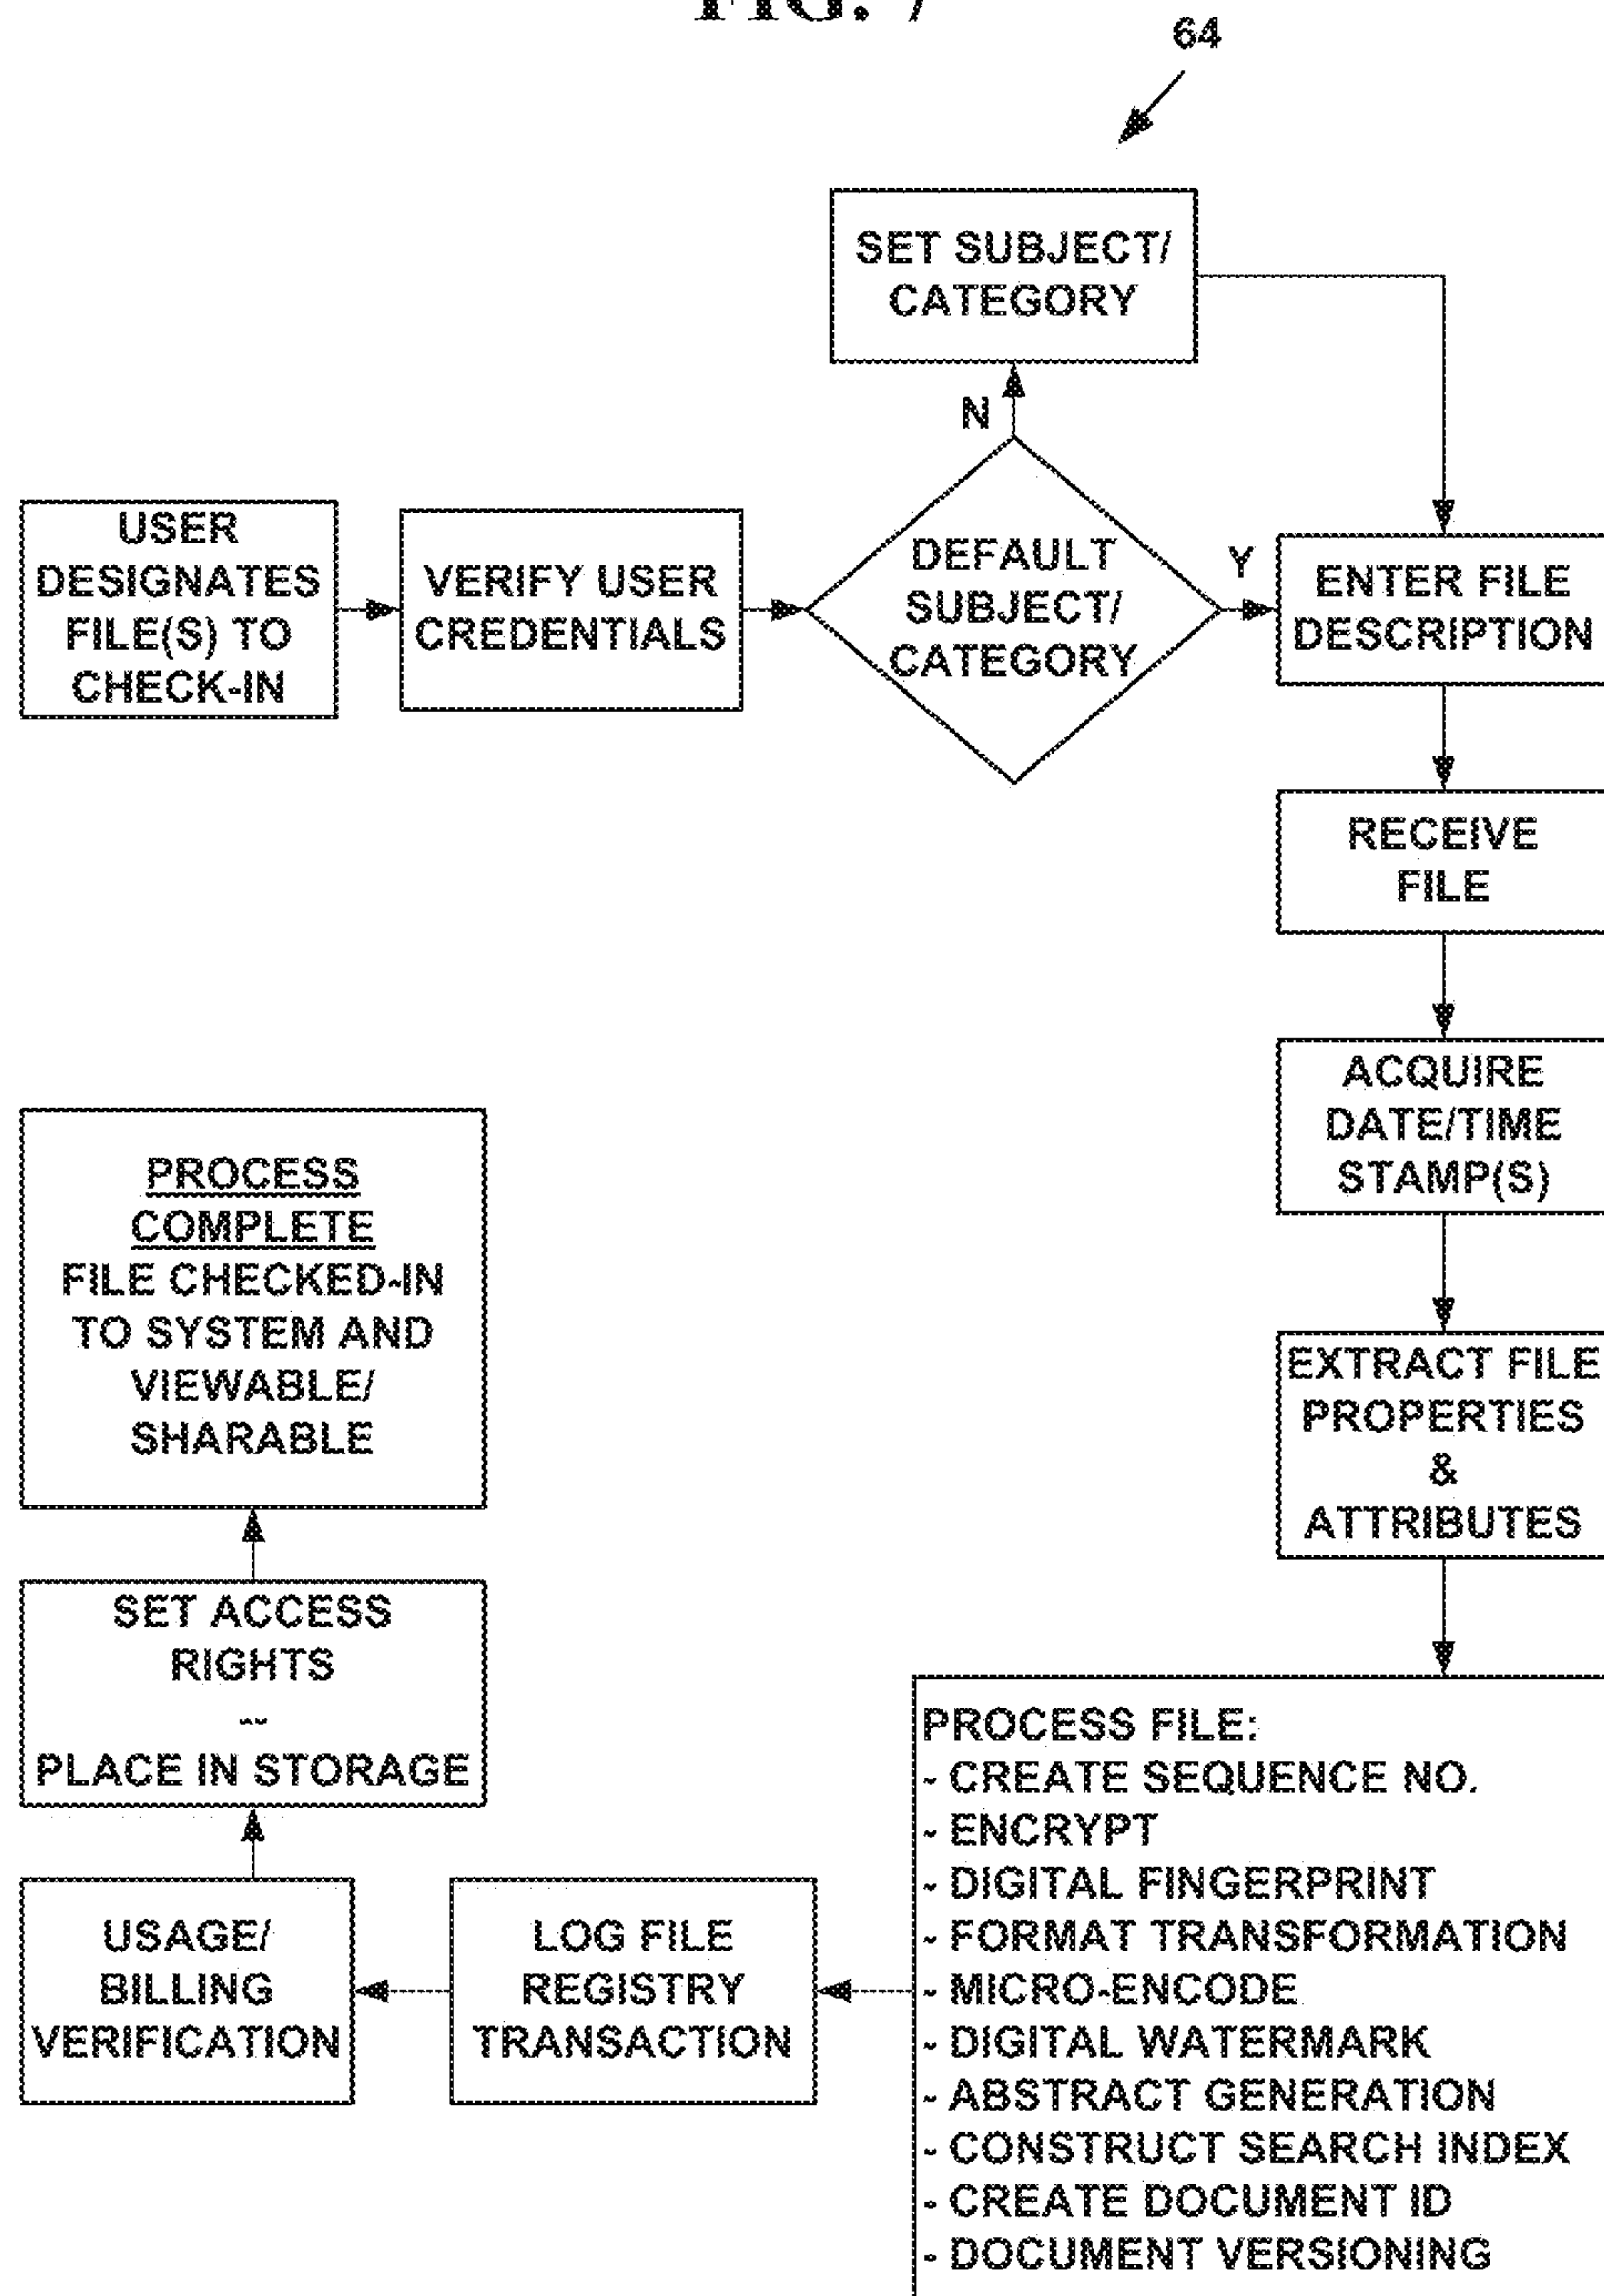 FIG. 7
64
SET SUBJECT/
CATEGORY
N
USER
DESIGNATES
FILE(S) TO
CHECK-IN
VERIFY USER
CREDENTIALS
DEFAULT
SUBJECT/
CATEGORY
Y
ENTER FILE
DESCRIPTION
RECEIVE
FILE
ACQUIRE
DATE/TIME
STAMP(S)
EXTRACT FILE
PROPERTIES
&
ATTRIBUTES
PROCESS FILE:
- CREATE SEQUENCE NO.
- ENCRYPT
- DIGITAL FINGERPRINT
- FORMAT TRANSFORMATION
- MICRO-ENCODE
- DIGITAL WATERMARK
- ABSTRACT GENERATION
- CONSTRUCT SEARCH INDEX
- CREATE DOCUMENT ID
- DOCUMENT VERSIONING
LOG FILE
REGISTRY
TRANSACTION
USAGE/
BILLING
VERIFICATION
SET ACCESS
RIGHTS
--
PLACE IN STORAGE
PROCESS
COMPLETE
FILE CHECKED-IN
TO SYSTEM AND
VIEWABLE/
SHARABLE